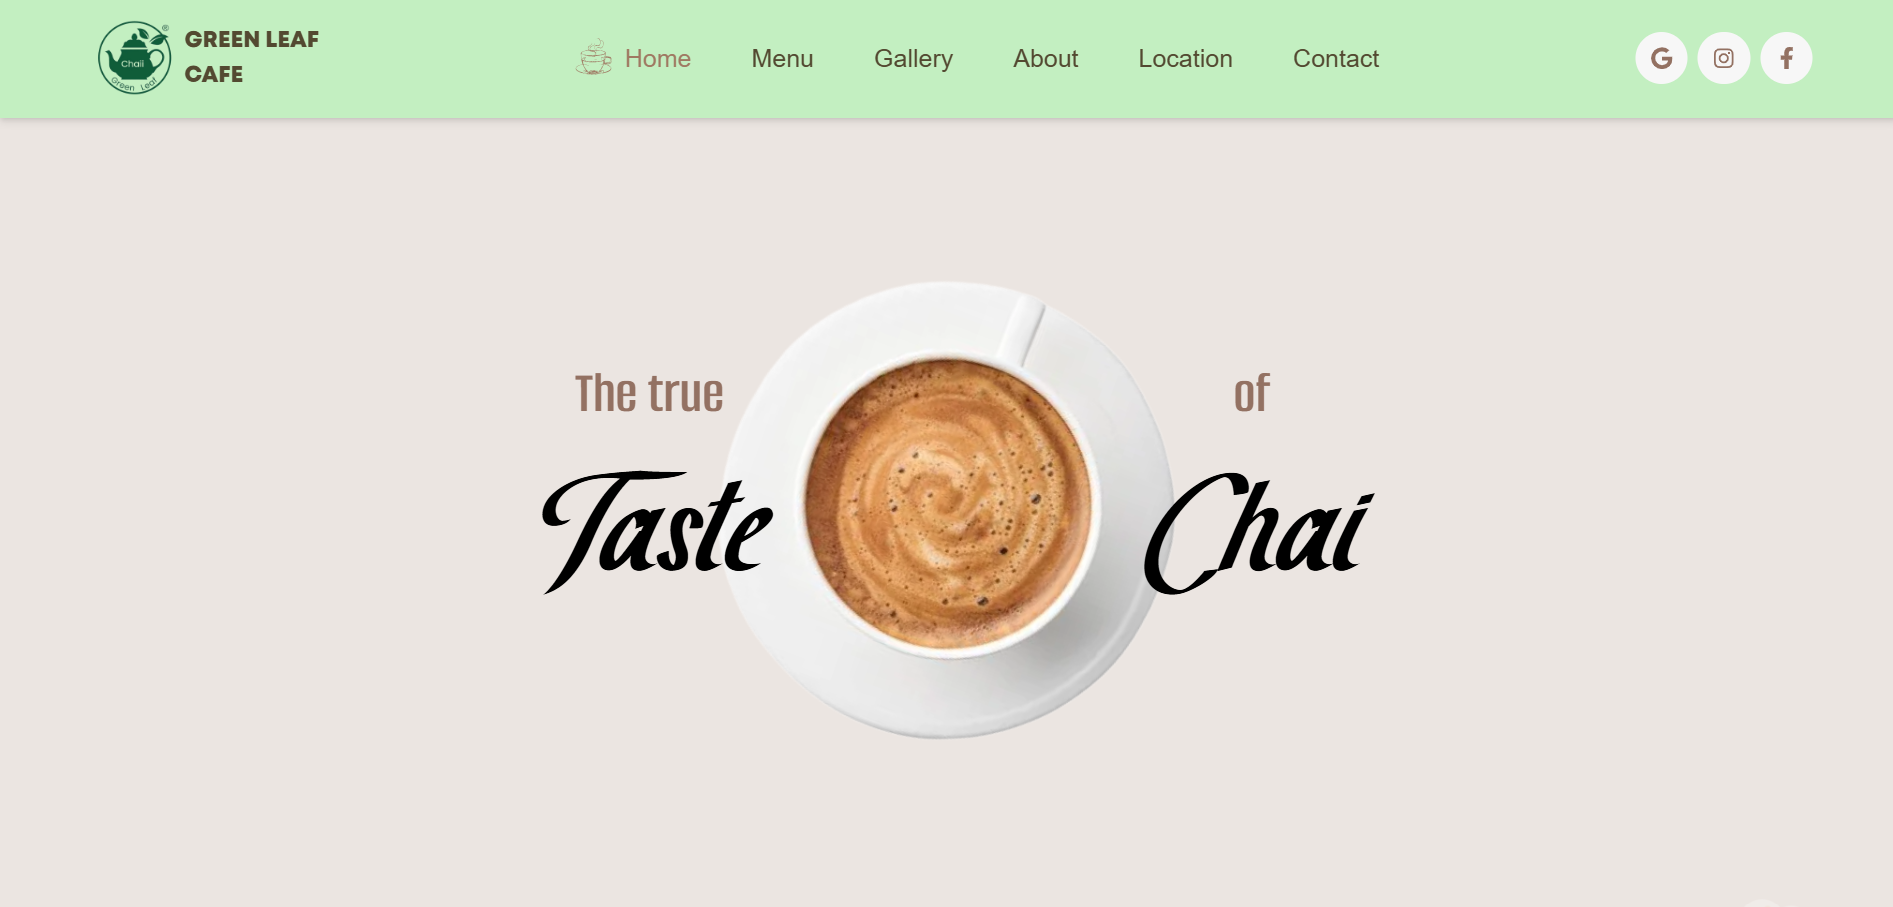 GREEN LEAF
CAFE
Chaii
Green Leaf
®
Home Menu Gallery About Location Contact
The true of
Taste Chai